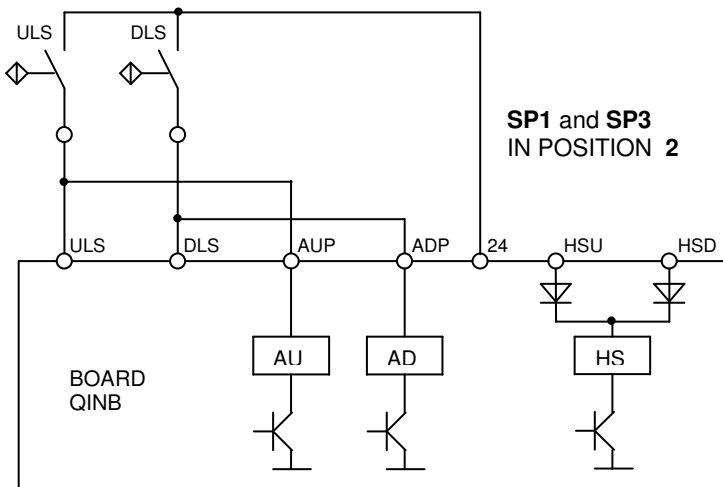 ULS DLS
SP1 and SP3
IN POSITION 2
ULS DLS AUP ADP 24 HSU HSD
AU AD HS
BOARD
QINB